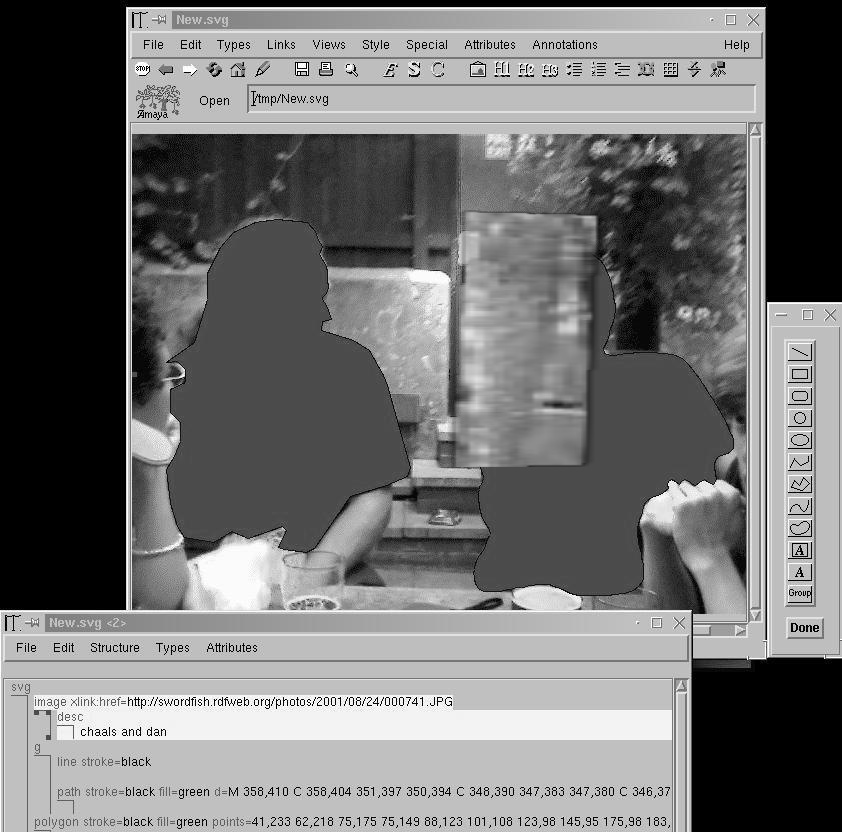 New.svg
File Edit Types Links Views Style Special Attributes Annotations Help
STOP E S C H1 H2 H3
Amaya Open /tmp/New.svg
A
A
Group
Done
New.svg <2>
File Edit Structure Types Attributes
svg
image xlink:href=http://swordfish.rdfweb.org/photos/2001/08/24/000741.JPG
desc
chaals and dan
g
line stroke=black
path stroke=black fill=green d=M 358,410 C 358,404 351,397 350,394 C 348,390 347,383 347,380 C 346,37
polygon stroke=black fill=green points=41,233 62,218 75,175 75,149 88,123 101,108 123,98 145,95 175,98 183,